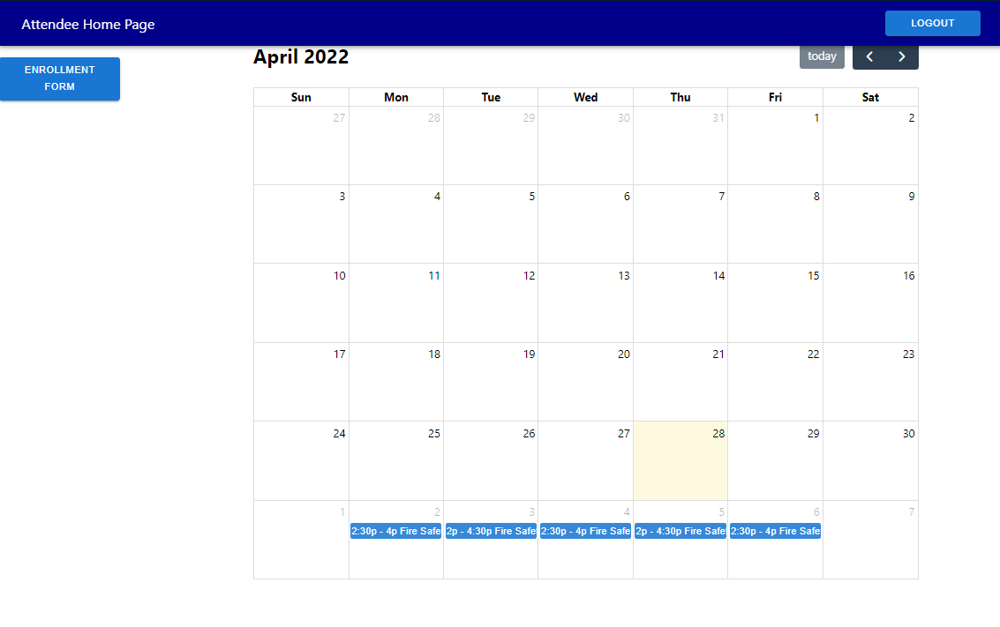 Attendee Home Page LOGOUT
ENROLLMENT
FORM
April 2022 today
Sun Mon Tue Wed Thu Fri Sat
27 28 29 30 31 1 2
3 4 5 6 7 8 9
10 11 12 13 14 15 16
17 18 19 20 21 22 23
24 25 26 27 28 29 30
1 2 3 4 5 6 7
2:30p - 4p Fire Safe 2p - 4:30p Fire Safe 2:30p - 4p Fire Safe 2p - 4:30p Fire Safe 2:30p - 4p Fire Safe